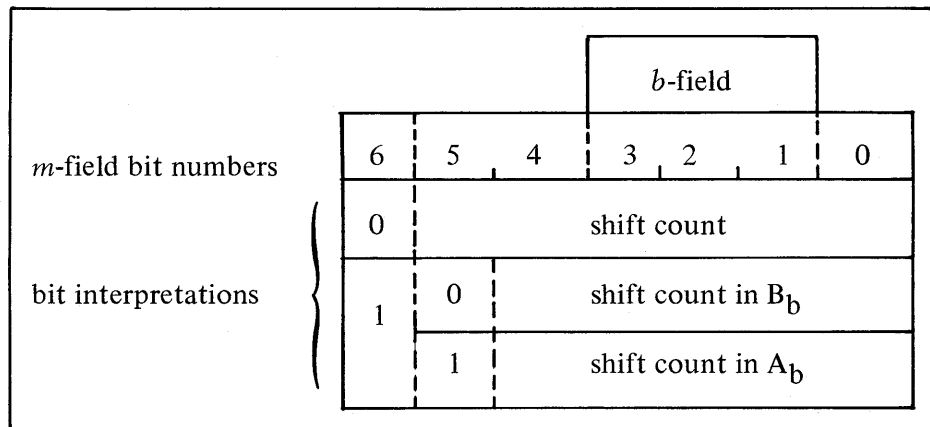 b-field
m-field bit numbers 6 5 4 3 2 1 0
0 shift count
bit interpretations 1 0 shift count in B_b
1 shift count in A_b